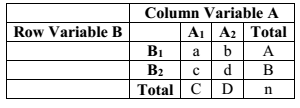 Column Variable A
Row Variable B A₁ A₂ Total
B₁ a b A
B₂ c d B
Total C D n